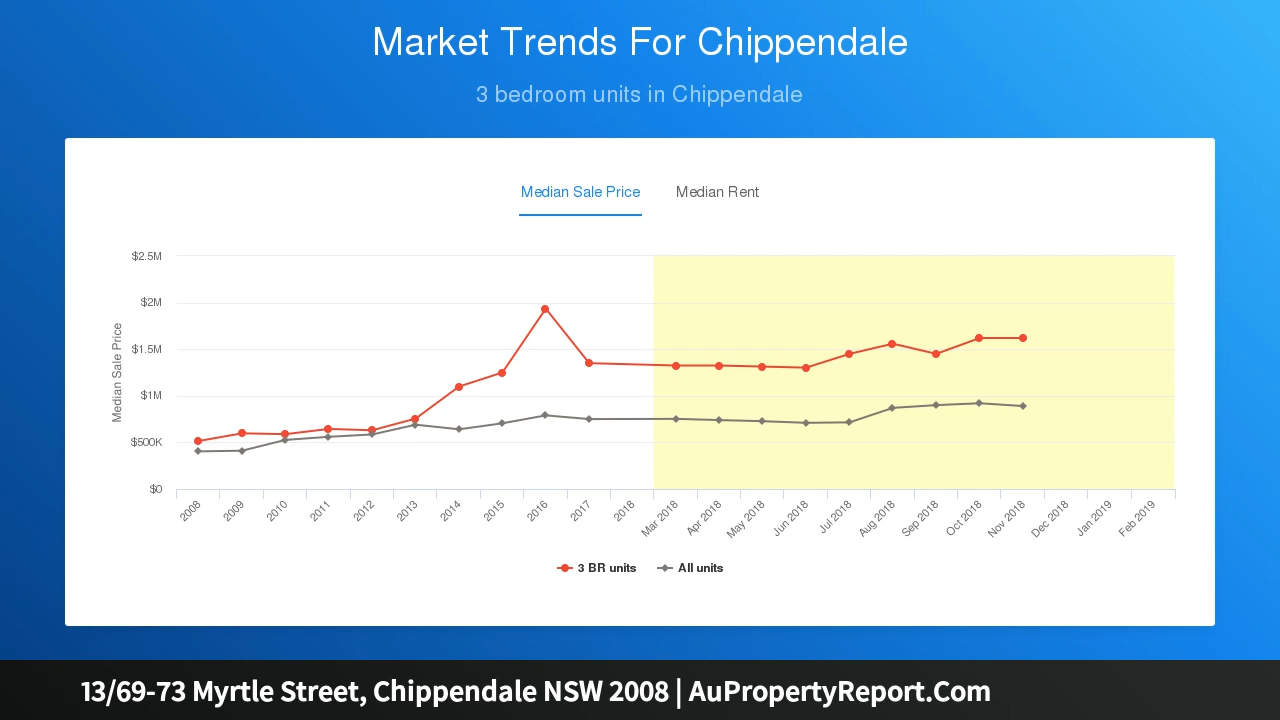 Market Trends For Chippendale
3 bedroom units in Chippendale
Median Sale Price Median Rent
$2.5M
$2M
$1.5M
$1M
$500K
$0
Median Sale Price
2008 2009 2010 2011 2012 2013 2014 2015 2016 2017 2018 Mar 2018 Apr 2018 May 2018 Jun 2018 Jul 2018 Aug 2018 Sep 2018 Oct 2018 Nov 2018 Dec 2018 Jan 2019 Feb 2019
3 BR units All units
13/69-73 Myrtle Street, Chippendale NSW 2008 | AuPropertyReport.Com